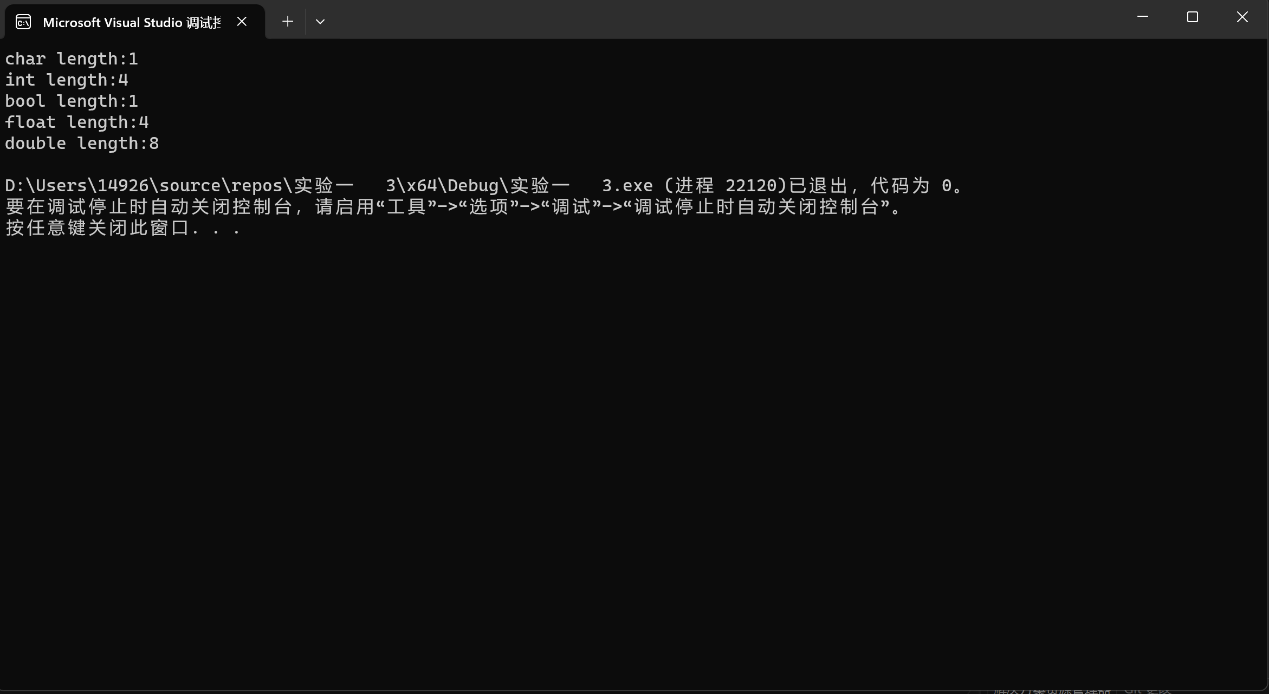 Microsoft Visual Studio 调试
char length:1
int length:4
bool length:1
float length:4
double length:8
D:\Users\14926\source\repos\实验一   3\x64\Debug\实验一   3.exe (进程 22120)已退出，代码为 0。
要在调试停止时自动关闭控制台，请启用“工具”->“选项”->“调试”->“调试停止时自动关闭控制台”。
按任意键关闭此窗口. . .